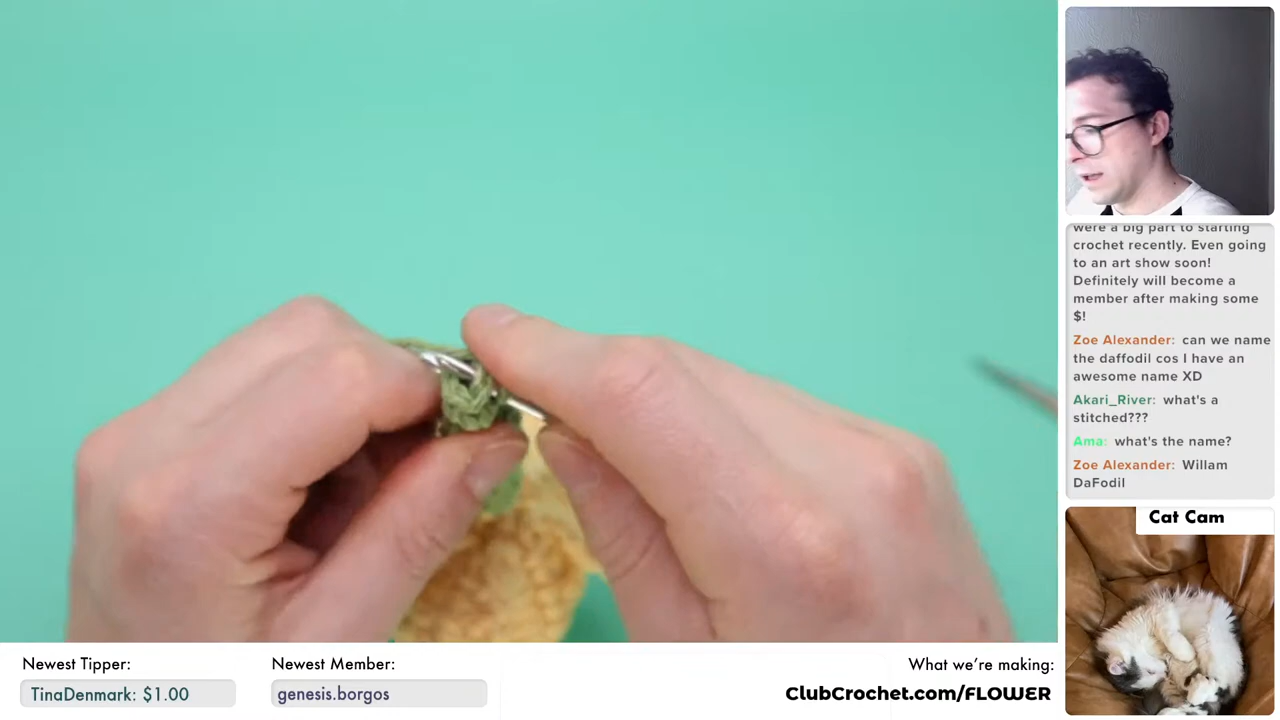 were a big part to starting
crochet recently. Even going
to an art show soon!
Definitely will become a
member after making some
$!
Zoe Alexander: can we name
the daffodil cos I have an
awesome name XD
Akari_River: what's a
stitched???
Ama: what's the name?
Zoe Alexander: Willam
DaFodil
Cat Cam
Newest Tipper:
TinaDenmark: $1.00
Newest Member:
genesis.borgos
What we're making:
ClubCrochet.com/FLOWER